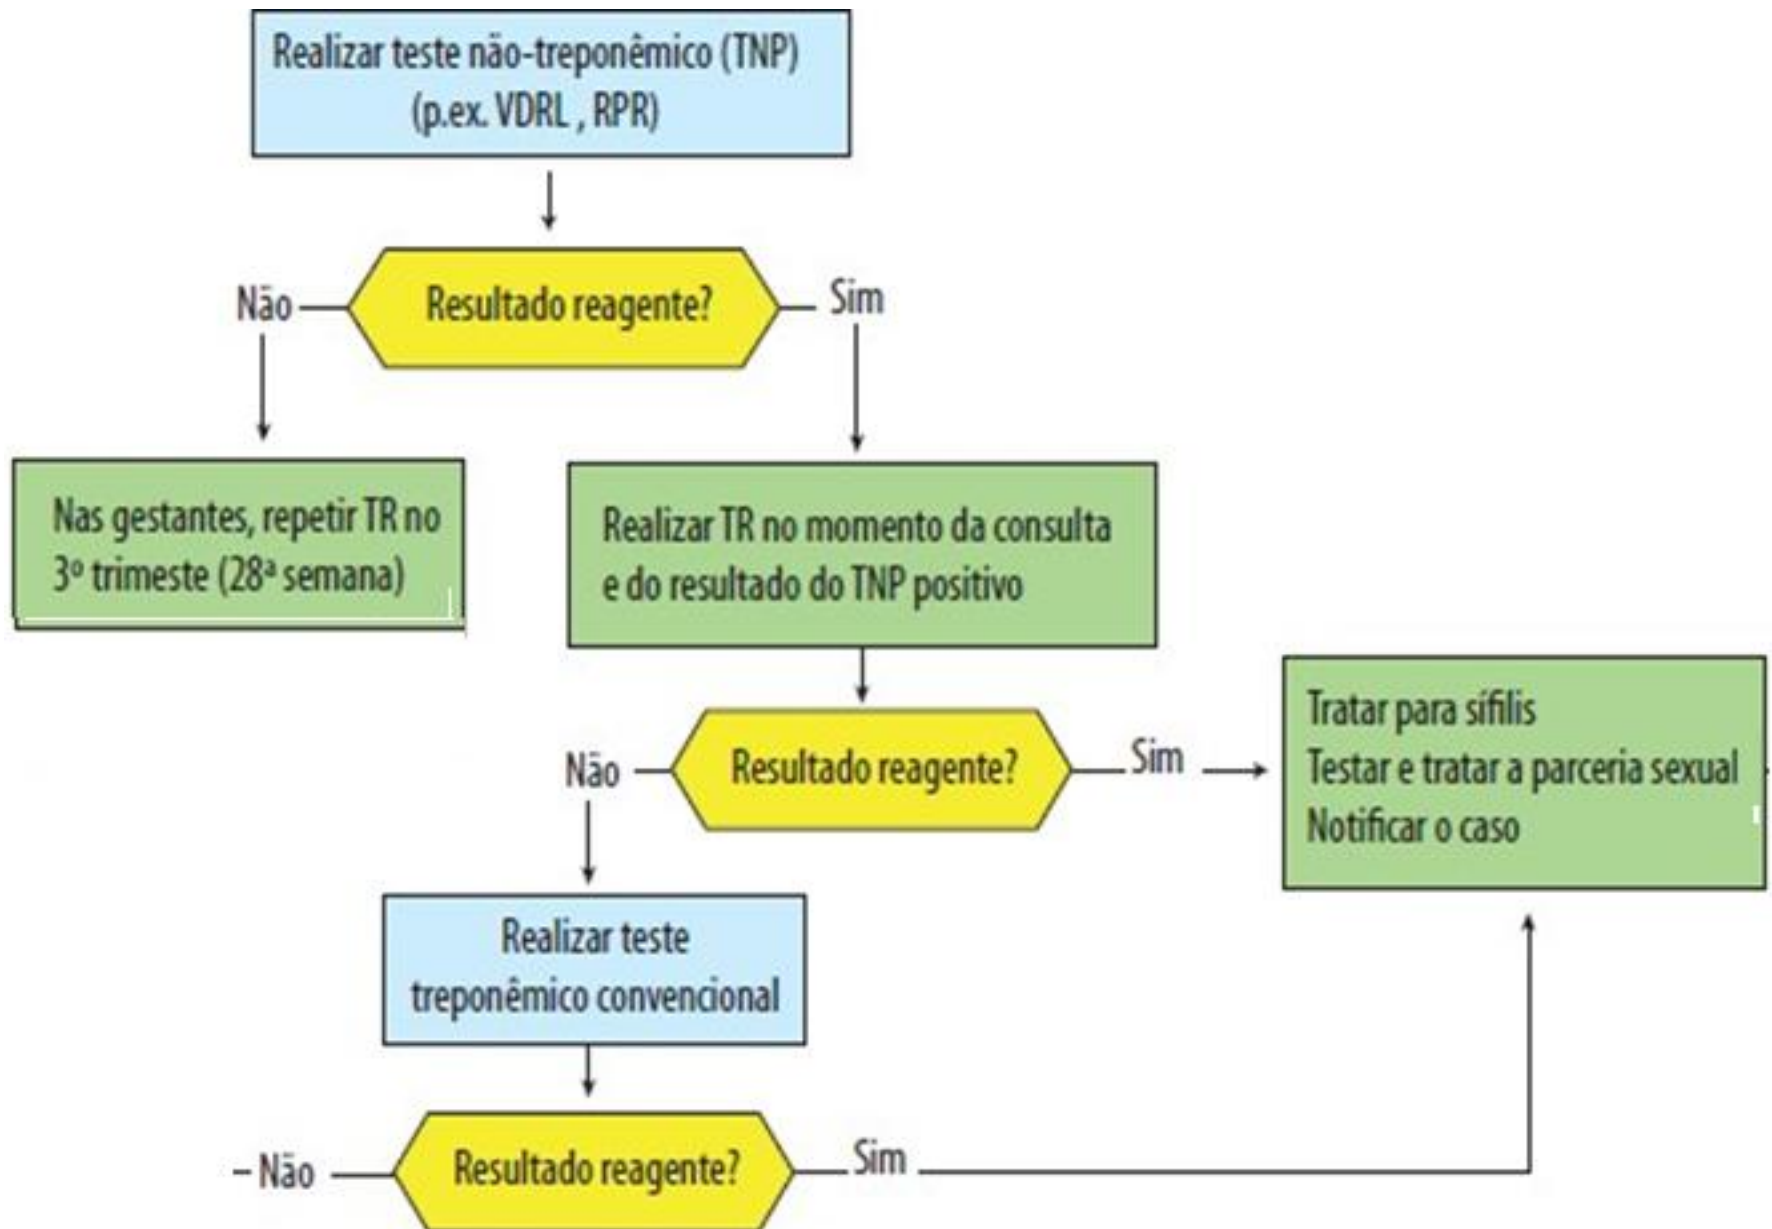 Realizar teste não-treponêmico (TNP)
(p.ex. VDRL , RPR)
Não
Resultado reagente?
Sim
Nas gestantes, repetir TR no
3º trimeste (28ª semana)
Realizar TR no momento da consulta
e do resultado do TNP positivo
Não
Resultado reagente?
Sim
Tratar para sífilis
Testar e tratar a parceria sexual
Notificar o caso
Realizar teste
treponêmico convencional
Não
Resultado reagente?
Sim